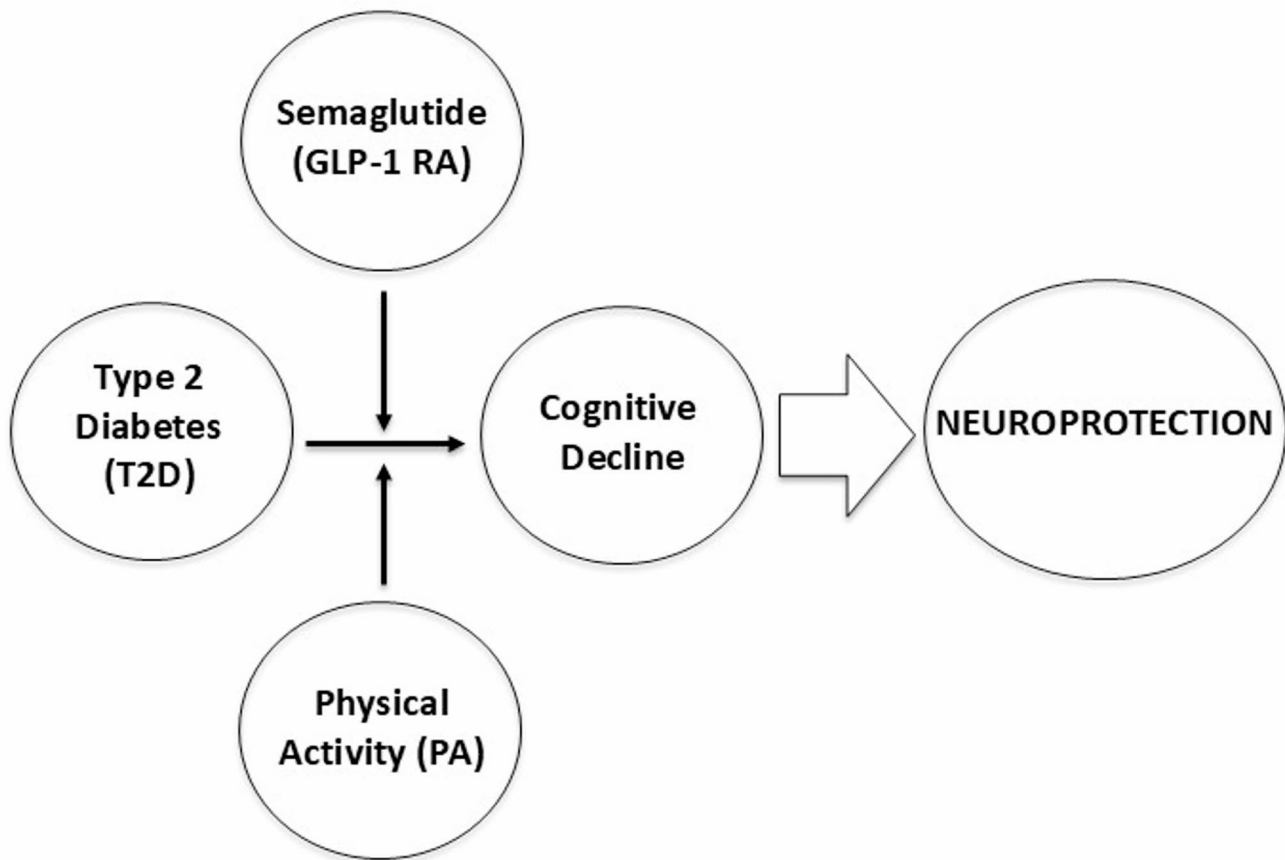 Semaglutide
(GLP-1 RA)
Type 2
Diabetes
(T2D)
Cognitive
Decline
NEUROPROTECTION
Physical
Activity (PA)